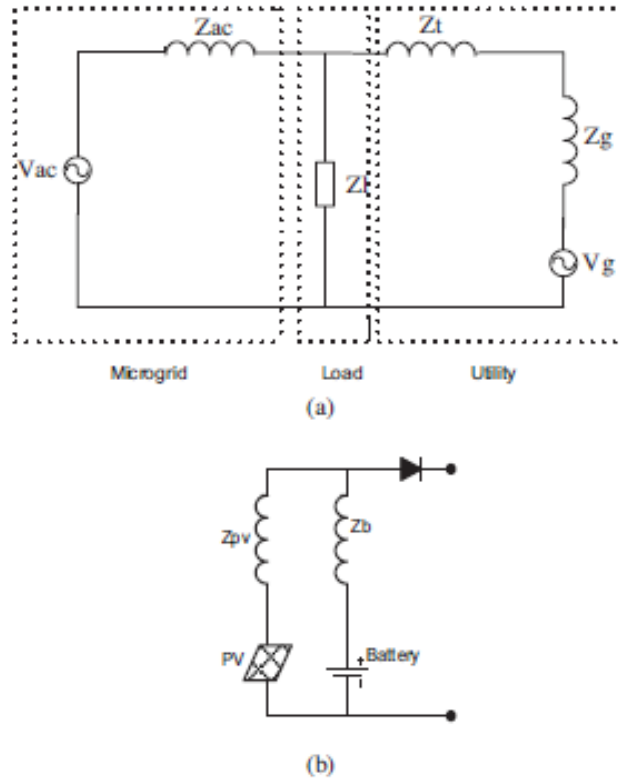 Zac
Zt
Zg
Vac
Zl
Vg
Microgrid Load Utility
(a)
Zpv
Zb
PV
Battery
(b)